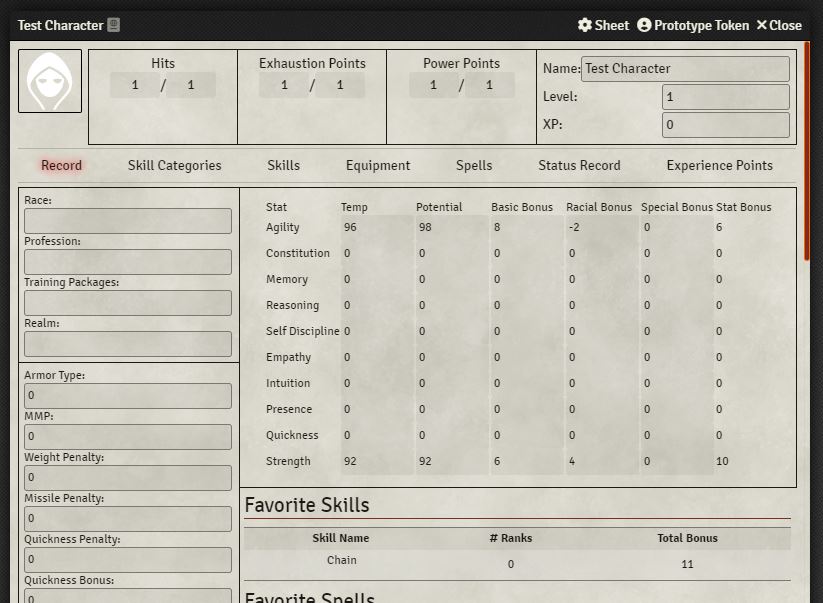 Test Character
Sheet Prototype Token Close
Hits
1 / 1
Exhaustion Points
1 / 1
Power Points
1 / 1
Name: Test Character
Level: 1
XP: 0
Record Skill Categories Skills Equipment Spells Status Record Experience Points
Race:
Profession:
Training Packages:
Realm:
Armor Type:
0
MMP:
0
Weight Penalty:
0
Missile Penalty:
0
Quickness Penalty:
0
Quickness Bonus:
0
Stat Temp Potential Basic Bonus Racial Bonus Special Bonus Stat Bonus
Agility 96 98 8 -2 0 6
Constitution 0 0 0 0 0 0
Memory 0 0 0 0 0 0
Reasoning 0 0 0 0 0 0
Self Discipline 0 0 0 0 0 0
Empathy 0 0 0 0 0 0
Intuition 0 0 0 0 0 0
Presence 0 0 0 0 0 0
Quickness 0 0 0 0 0 0
Strength 92 92 6 4 0 10
Favorite Skills
Skill Name # Ranks Total Bonus
Chain 0 11
Favorite Spells